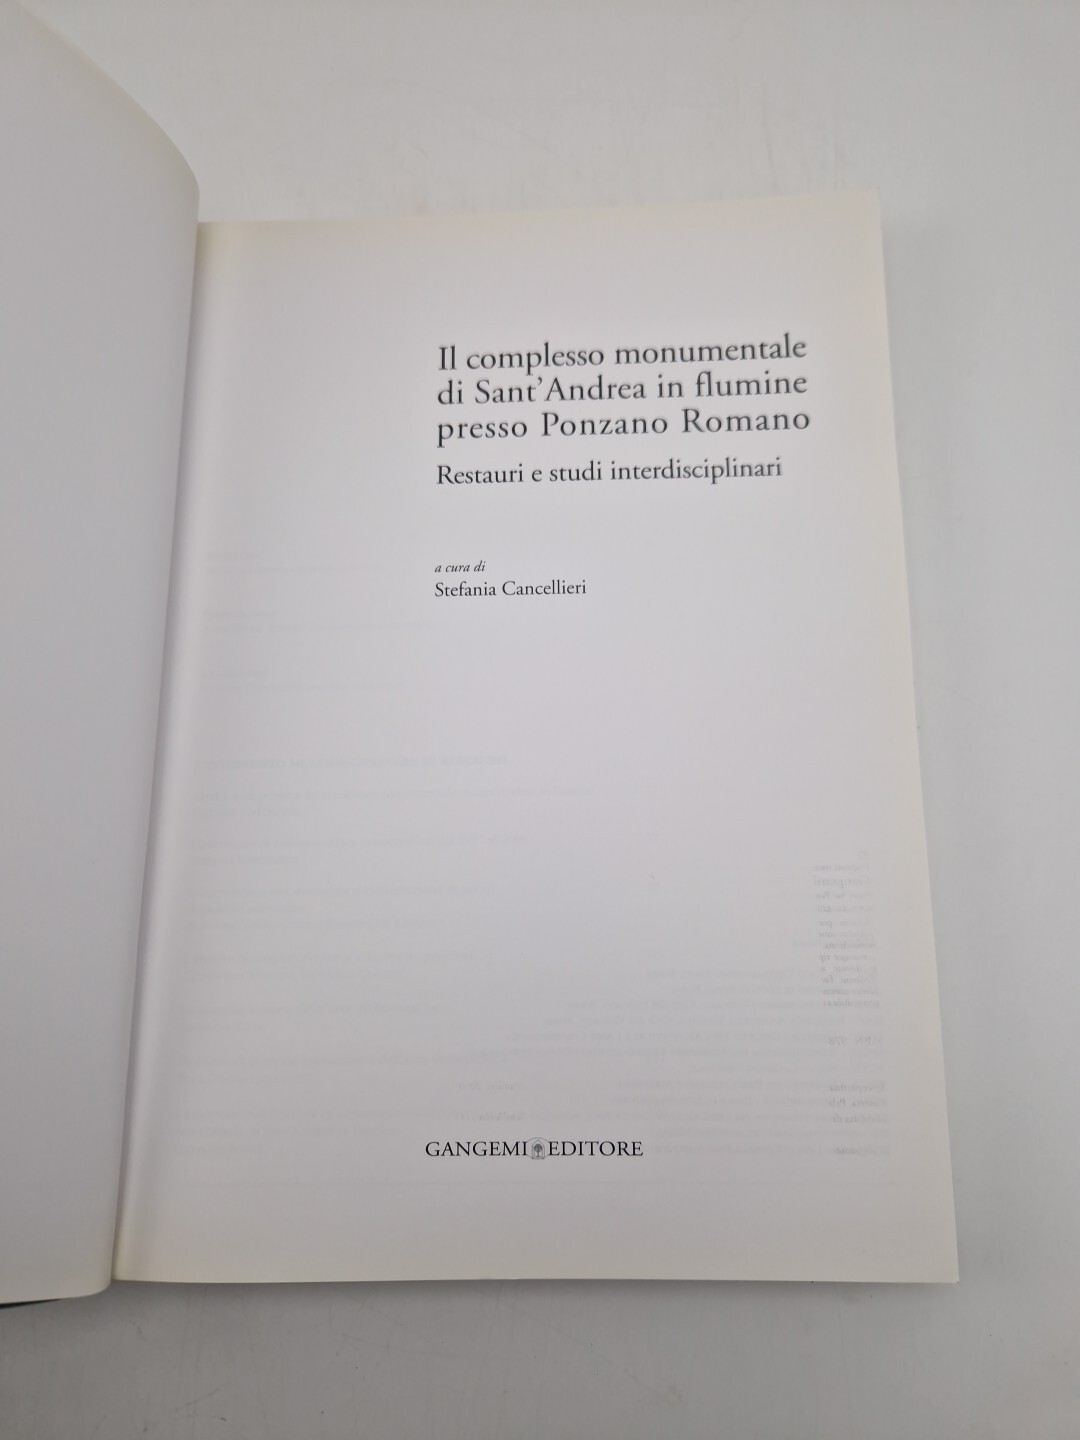 Il complesso monumentale
di Sant'Andrea in flumine
presso Ponzano Romano
Restauri e studi interdisciplinari
a cura di
Stefania Cancellieri
GANGEMI EDITORE